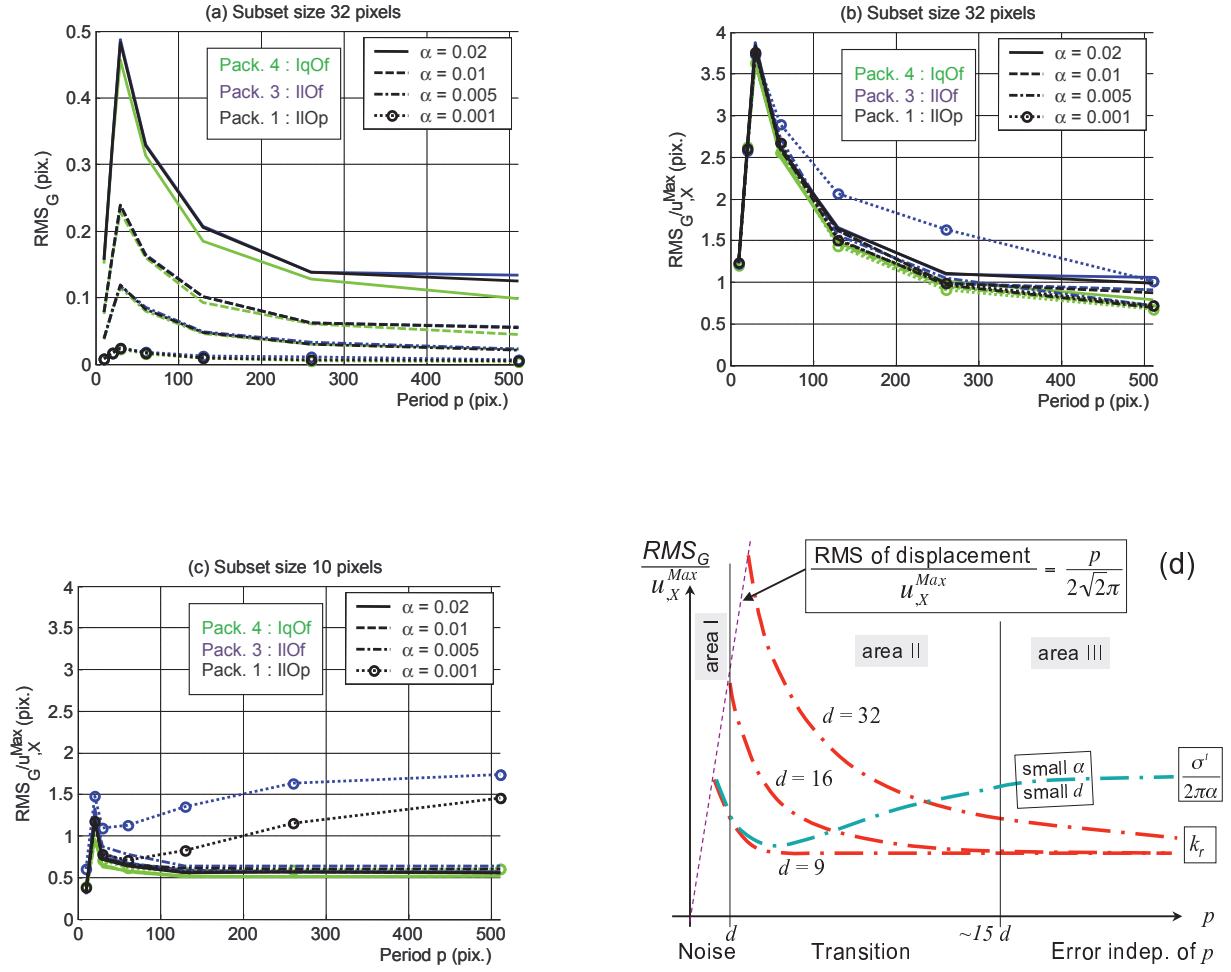 (a) Subset size 32 pixels
0.5
0.4
0.3
0.2
0.1
0
RMS_G (pix.)
Pack. 4 : IqOf
Pack. 3 : IlOf
Pack. 1 : IlOp
α = 0.02
α = 0.01
α = 0.005
α = 0.001
0 100 200 300 400 500
Period p (pix.)
(b) Subset size 32 pixels
4
3.5
3
2.5
2
1.5
1
0.5
0
RMS_G/u_{,X}^{Max} (pix.)
Pack. 4 : IqOf
Pack. 3 : IlOf
Pack. 1 : IlOp
α = 0.02
α = 0.01
α = 0.005
α = 0.001
0 100 200 300 400 500
Period p (pix.)
(c) Subset size 10 pixels
4
3.5
3
2.5
2
1.5
1
0.5
0
RMS_G/u_{,X}^{Max} (pix.)
Pack. 4 : IqOf
Pack. 3 : IlOf
Pack. 1 : IlOp
α = 0.02
α = 0.01
α = 0.005
α = 0.001
0 100 200 300 400 500
Period p (pix.)
(d)
RMS_G / u_{,X}^{Max}
RMS of displacement / u_{,X}^{Max} = p / 2√2π
area I
area II
area III
d = 32
d = 16
d = 9
small α
small d
σ^t / 2πα
k_r
d
~15 d
p
Noise
Transition
Error indep. of p